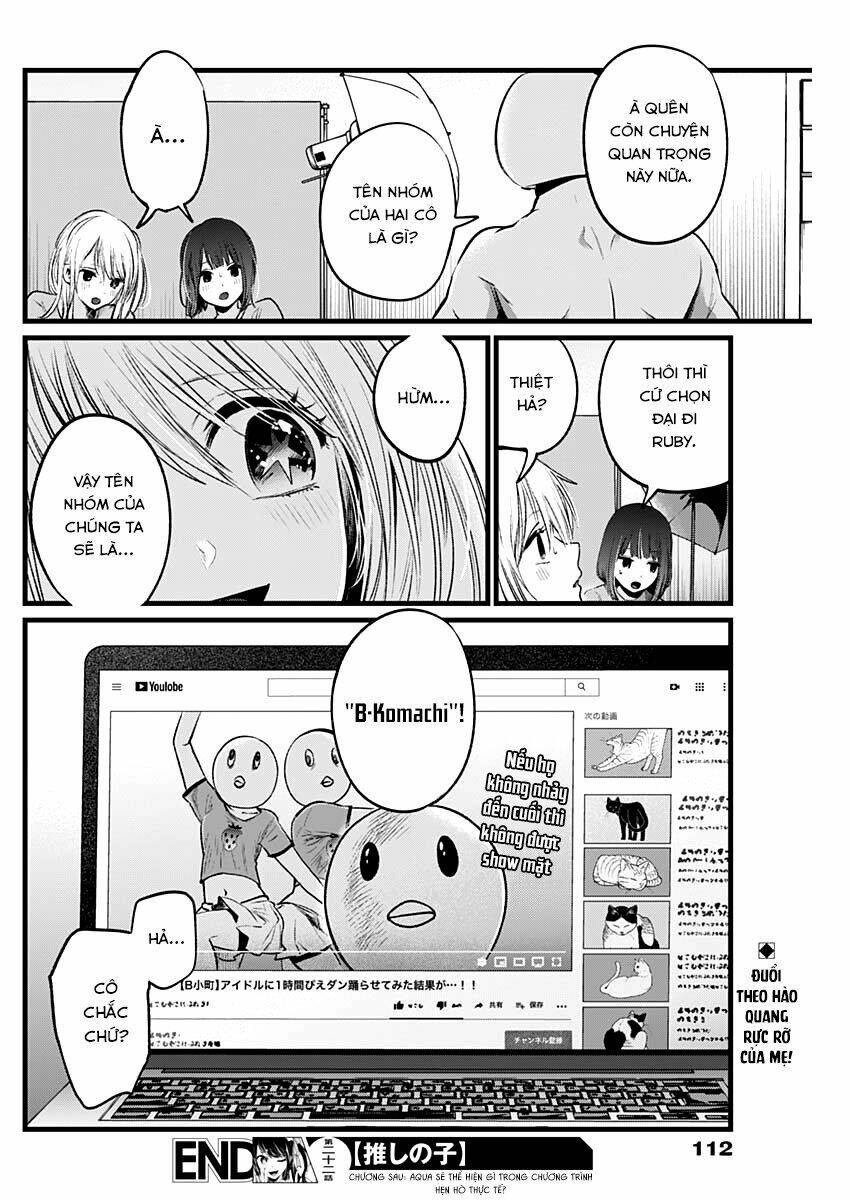 À QUÊN
CÒN CHUYỆN
QUAN TRỌNG
NÀY NỮA.
TÊN NHÓM
CỦA HAI CÔ
LÀ GÌ?
À...
THÔI THÌ
CỨ CHỌN
ĐẠI ĐI
RUBY.
THIỆT
HẢ?
HỪM...
VẬY TÊN
NHÓM CỦA
CHÚNG TA
SẼ LÀ...
"B-Komachi"!
Youlobe
次の動画
Nếu họ
không nhảy
đến cuối thì
không được
show mặt
【B小町】アイドルに1時間ぴえダン踊らせてみた結果が…！！
共有
保存
チャンネル登録
HẢ...
CÔ
CHẮC
CHỨ?
ĐUỔI
THEO HÀO
QUANG
RỰC RỠ
CỦA MẸ!
112
END
第二十二話
【推しの子】
CHƯƠNG SAU: AQUA SẼ THỂ HIỆN GÌ TRONG CHƯƠNG TRÌNH
HẸN HÒ THỰC TẾ?